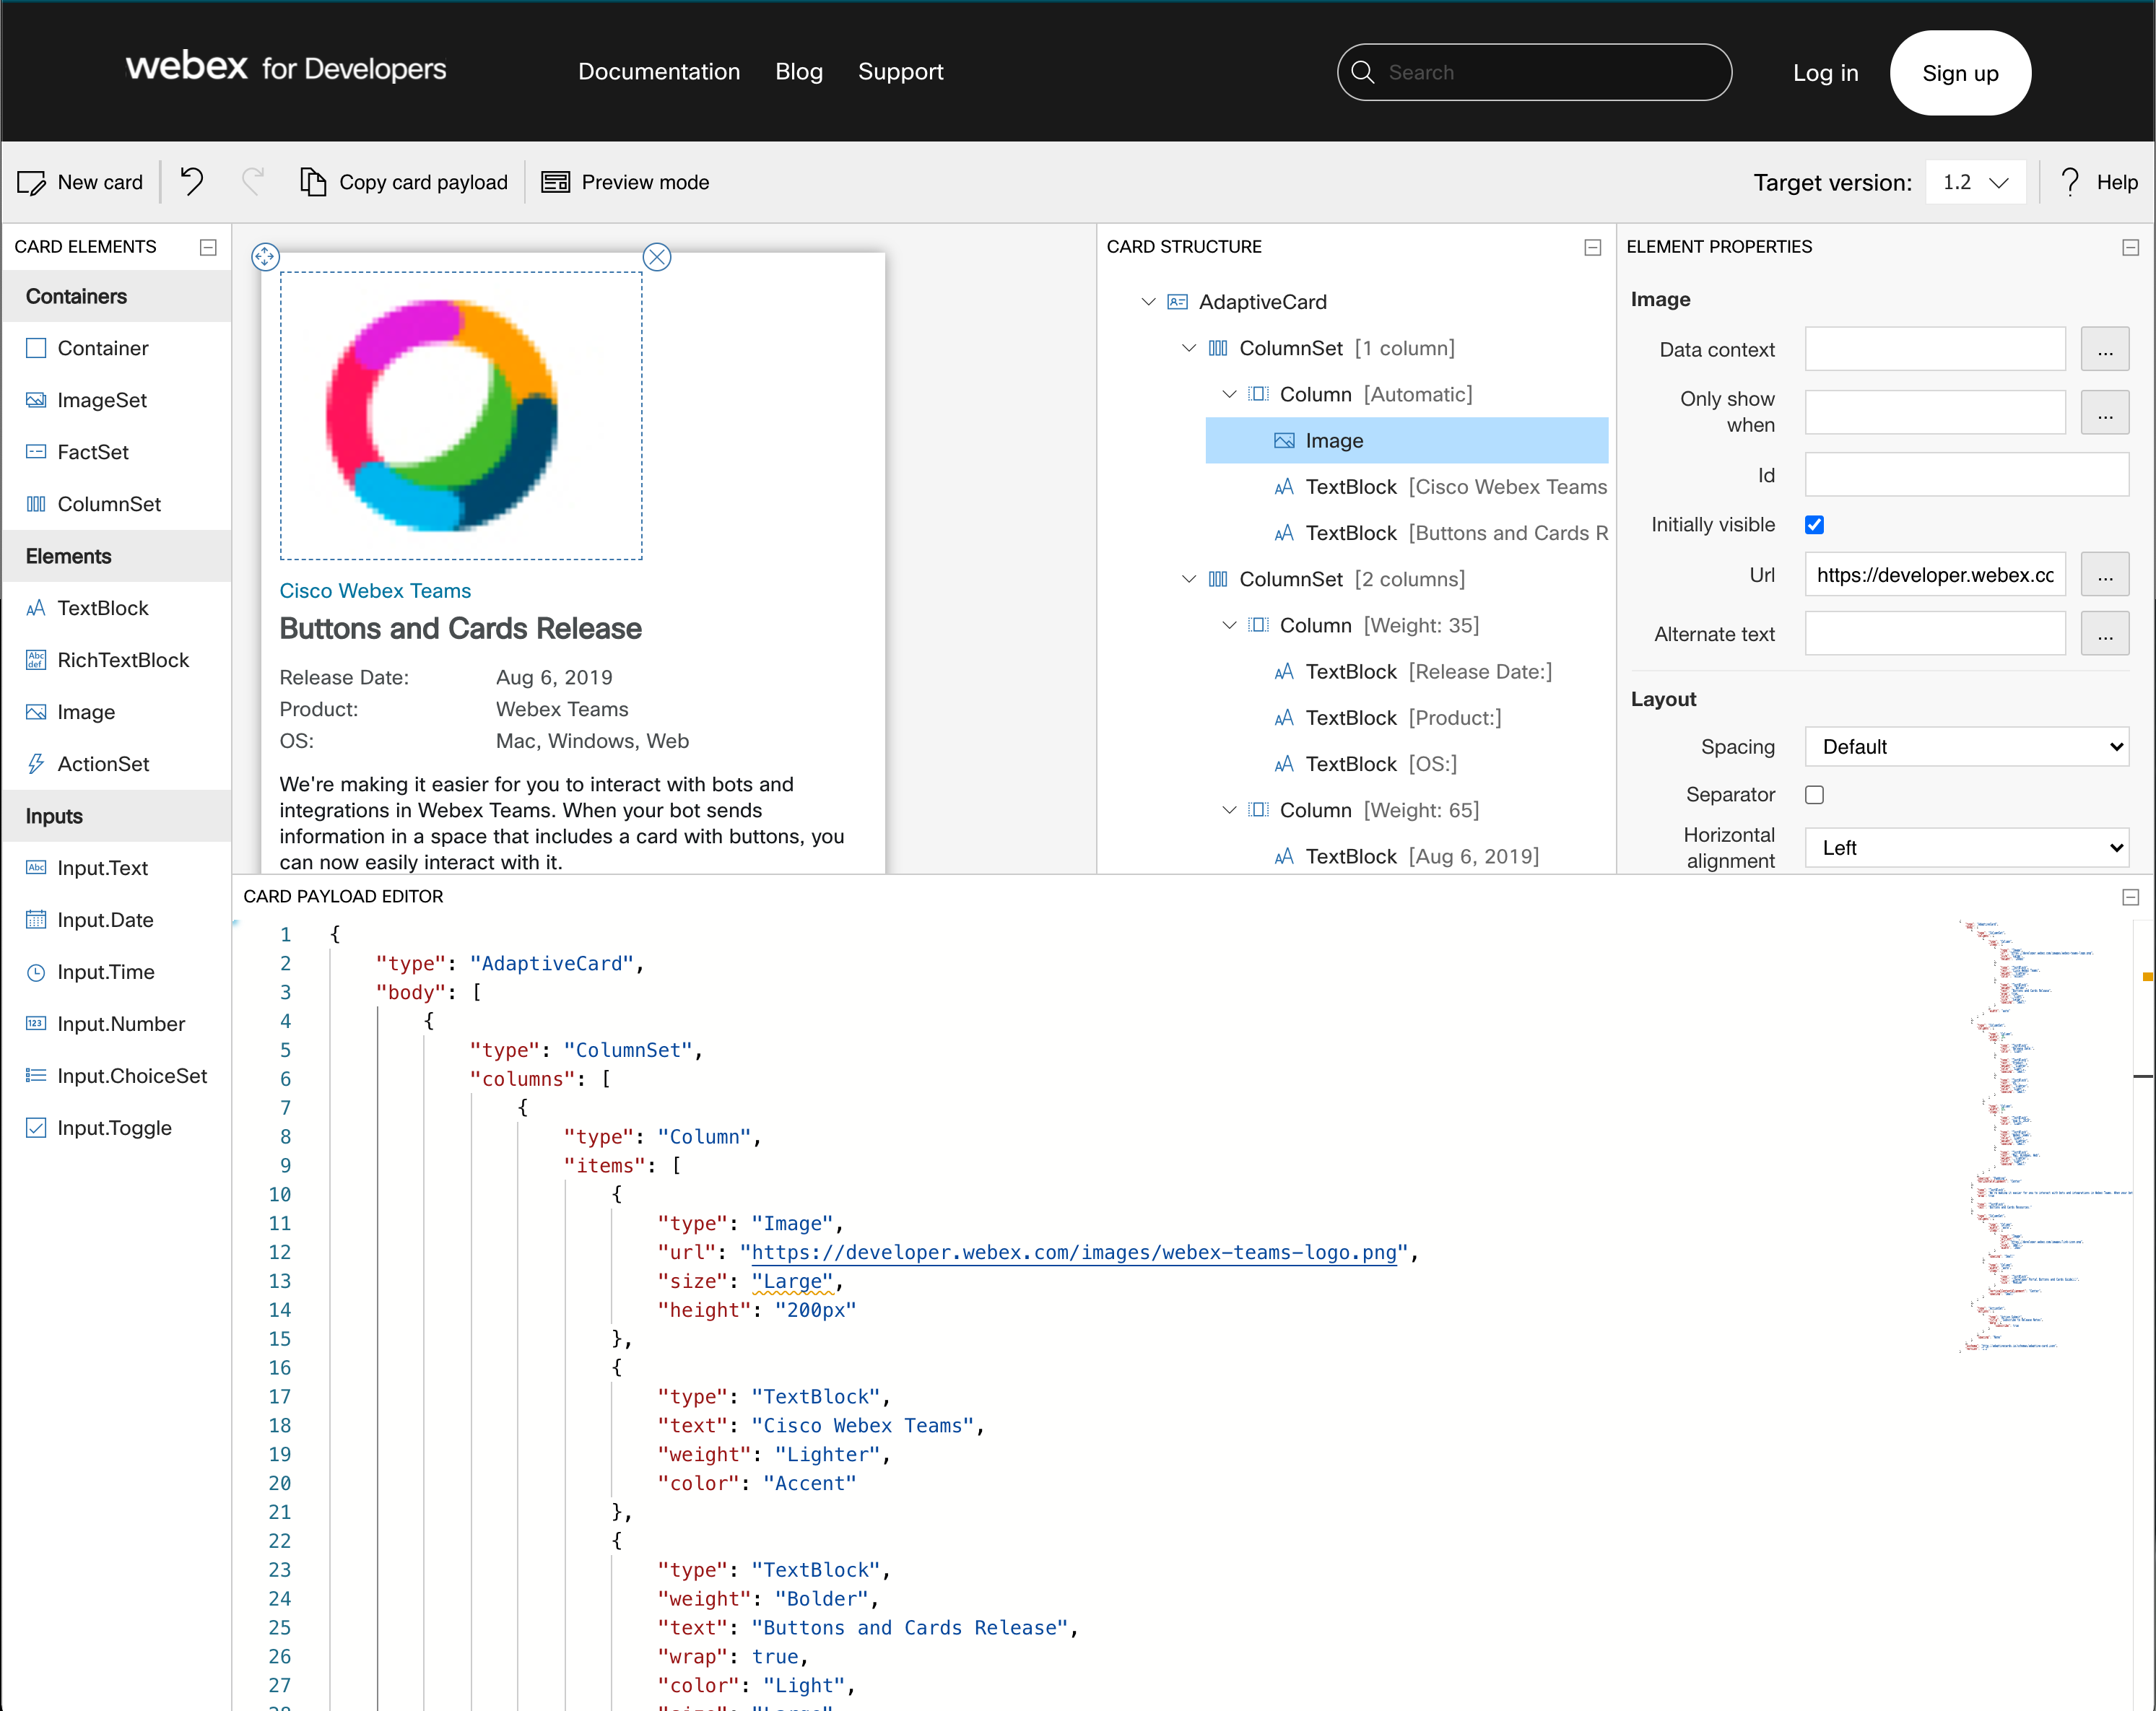 webex for Developers
Documentation Blog Support
Search
Log in
Sign up
New card
Copy card payload
Preview mode
Target version: 1.2
? Help
CARD ELEMENTS
Containers
Container
ImageSet
FactSet
ColumnSet
Elements
TextBlock
RichTextBlock
Image
ActionSet
Inputs
Input.Text
Input.Date
Input.Time
Input.Number
Input.ChoiceSet
Input.Toggle
Cisco Webex Teams
Buttons and Cards Release
Release Date: Aug 6, 2019
Product: Webex Teams
OS: Mac, Windows, Web
We're making it easier for you to interact with bots and
integrations in Webex Teams. When your bot sends
information in a space that includes a card with buttons, you
can now easily interact with it.
CARD STRUCTURE
AdaptiveCard
ColumnSet [1 column]
Column [Automatic]
Image
TextBlock [Cisco Webex Teams
TextBlock [Buttons and Cards R
ColumnSet [2 columns]
Column [Weight: 35]
TextBlock [Release Date:]
TextBlock [Product:]
TextBlock [OS:]
Column [Weight: 65]
TextBlock [Aug 6, 2019]
ELEMENT PROPERTIES
Image
Data context ...
Only show
when ...
Id
Initially visible
Url https://developer.webex.cc ...
Alternate text ...
Layout
Spacing Default
Separator
Horizontal
alignment Left
CARD PAYLOAD EDITOR
1 {
2 "type": "AdaptiveCard",
3 "body": [
4 {
5 "type": "ColumnSet",
6 "columns": [
7 {
8 "type": "Column",
9 "items": [
10 {
11 "type": "Image",
12 "url": "https://developer.webex.com/images/webex-teams-logo.png",
13 "size": "Large",
14 "height": "200px"
15 },
16 {
17 "type": "TextBlock",
18 "text": "Cisco Webex Teams",
19 "weight": "Lighter",
20 "color": "Accent"
21 },
22 {
23 "type": "TextBlock",
24 "weight": "Bolder",
25 "text": "Buttons and Cards Release",
26 "wrap": true,
27 "color": "Light",